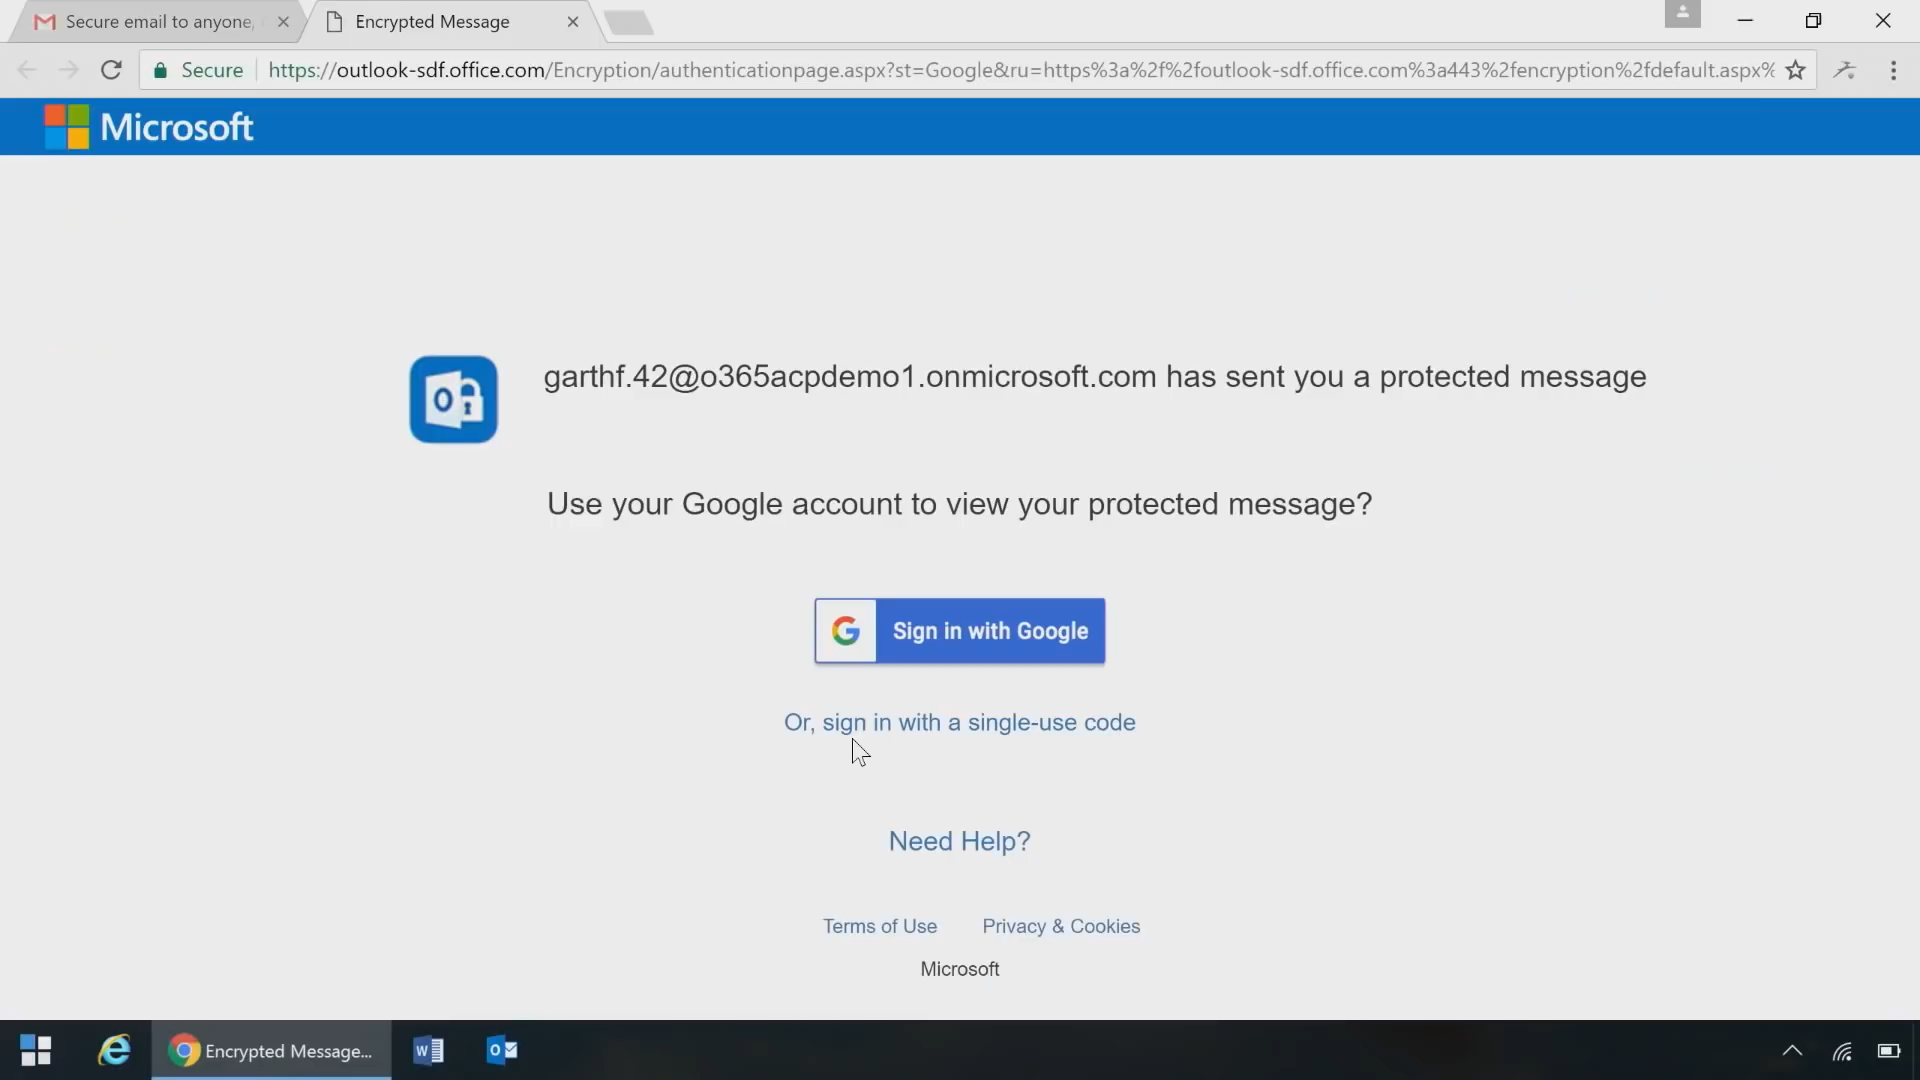 Secure email to anyone,
Encrypted Message
Secure
https://outlook-sdf.office.com/Encryption/authenticationpage.aspx?st=Google&ru=https%3a%2f%2foutlook-sdf.office.com%3a443%2fencryption%2fdefault.aspx%
Microsoft
garthf.42@o365acpdemo1.onmicrosoft.com has sent you a protected message
Use your Google account to view your protected message?
Sign in with Google
Or, sign in with a single-use code
Need Help?
Terms of Use
Privacy & Cookies
Microsoft
Encrypted Message...